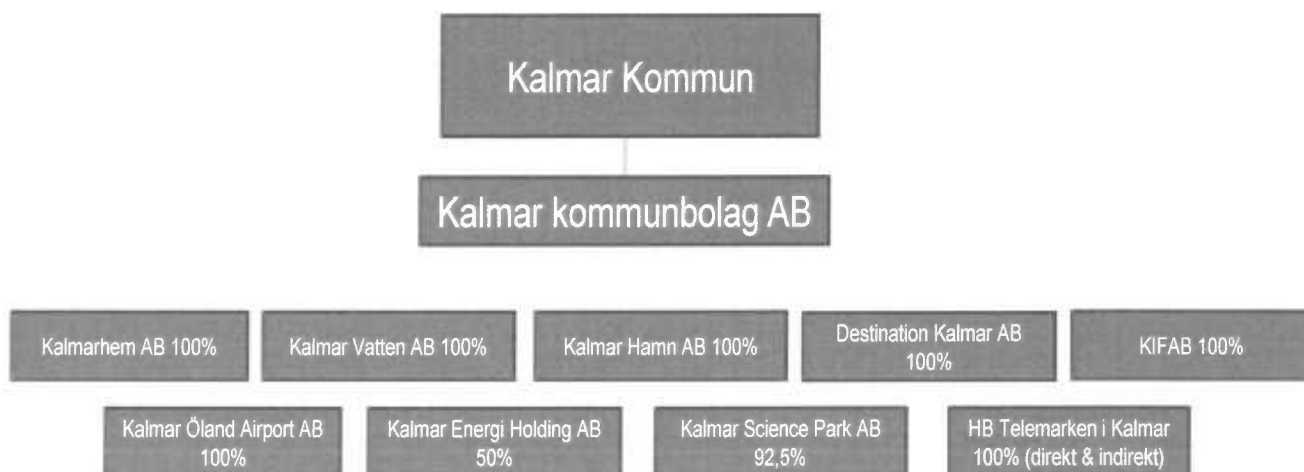 Kalmar Kommun
Kalmar kommunbolag AB
Kalmarhem AB 100%
Kalmar Vatten AB 100%
Kalmar Hamn AB 100%
Destination Kalmar AB
100%
KIFAB 100%
Kalmar Öland Airport AB
100%
Kalmar Energi Holding AB
50%
Kalmar Science Park AB
92,5%
HB Telemarken i Kalmar
100% (direkt & indirekt)